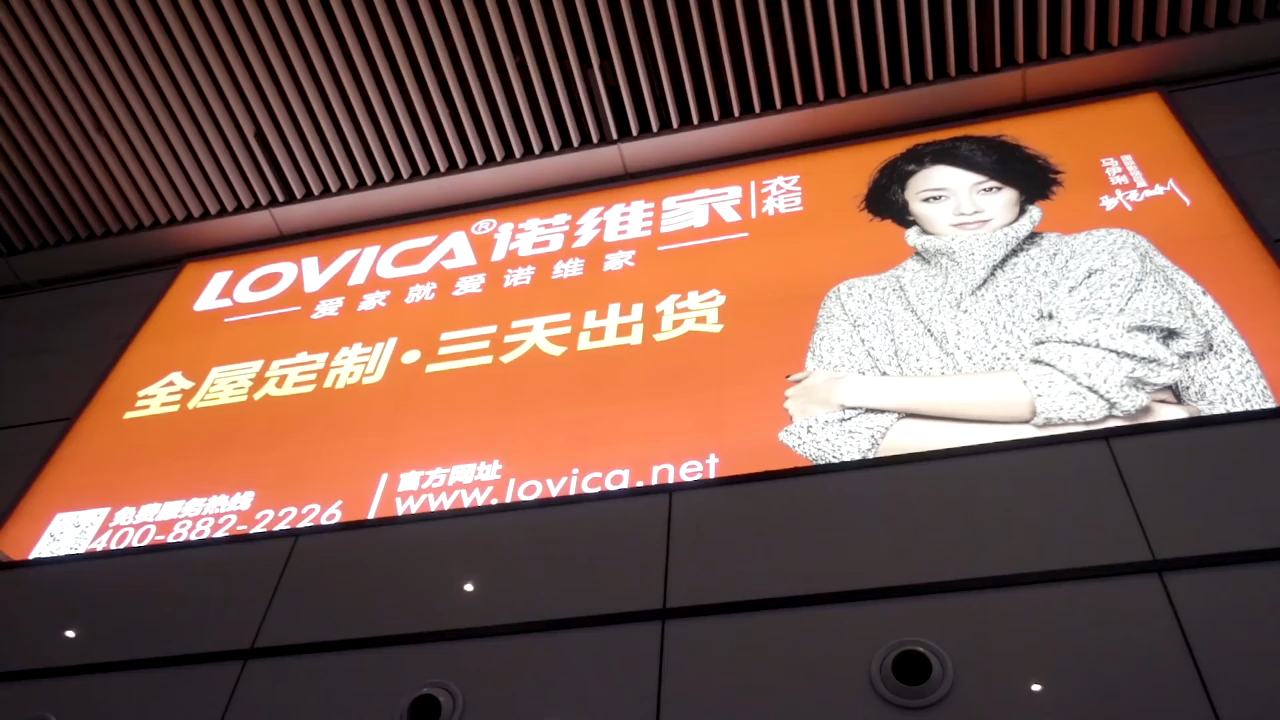 LOVICA®诺维家|衣柜
爱家就爱诺维家
全屋定制·三天出货
免费服务热线
400-882-2226
官方网址
www.lovica.net
马伊琍